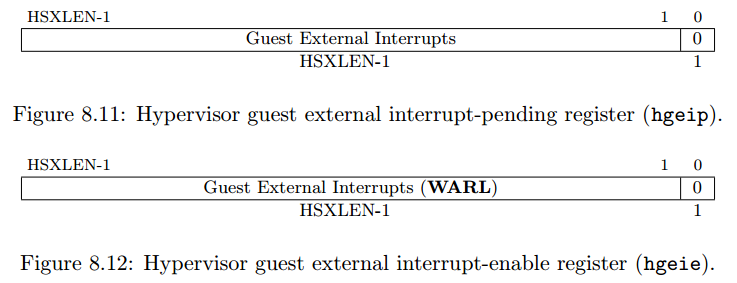 HSXLEN-1 1 0
Guest External Interrupts 0
HSXLEN-1 1
Figure 8.11: Hypervisor guest external interrupt-pending register (hgeip).
HSXLEN-1 1 0
Guest External Interrupts (WARL) 0
HSXLEN-1 1
Figure 8.12: Hypervisor guest external interrupt-enable register (hgeie).